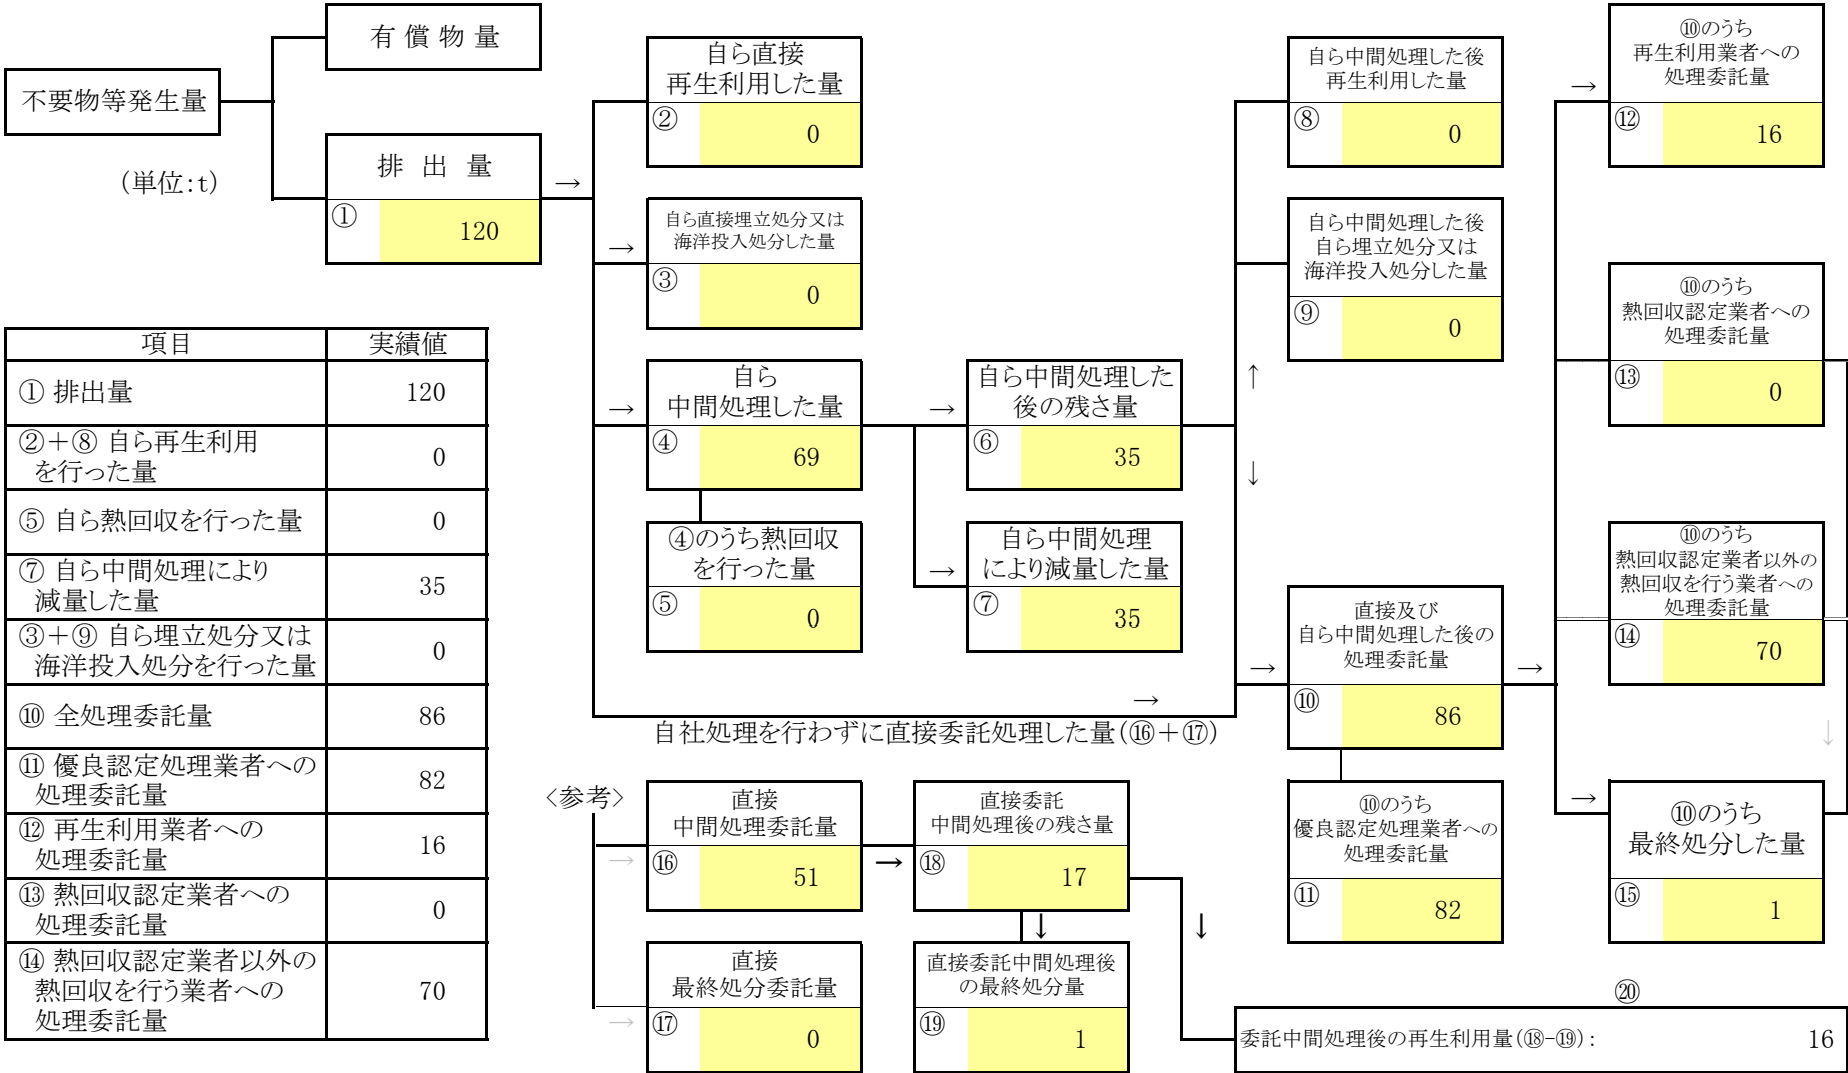 不要物等発生量
有 償 物 量
(単位:t)
排 出 量
①
120
→
自ら直接
再生利用した量
②
0
→
自ら直接埋立処分又は
海洋投入処分した量
③
0
→
自ら
中間処理した量
④
69
④のうち熱回収
を行った量
⑤
0
→
自ら中間処理した
後の残さ量
⑥
35
→
自ら中間処理
により減量した量
⑦
35
↑
↓
自ら中間処理した後
再生利用した量
⑧
0
自ら中間処理した後
自ら埋立処分又は
海洋投入処分した量
⑨
0
→
自社処理を行わずに直接委託処理した量(⑯+⑰)
→
直接及び
自ら中間処理した後の
処理委託量
⑩
86
→
⑩のうち
優良認定処理業者への
処理委託量
⑪
82
→
⑩のうち
再生利用業者への
処理委託量
⑫
16
⑩のうち
熱回収認定業者への
処理委託量
⑬
0
⑩のうち
熱回収認定業者以外の
熱回収を行う業者への
処理委託量
⑭
70
↓
→
⑩のうち
最終処分した量
⑮
1
項目 実績値
① 排出量 120
②+⑧ 自ら再生利用
を行った量 0
⑤ 自ら熱回収を行った量 0
⑦ 自ら中間処理により
減量した量 35
③+⑨ 自ら埋立処分又は
海洋投入処分を行った量 0
⑩ 全処理委託量 86
⑪ 優良認定処理業者への
処理委託量 82
⑫ 再生利用業者への
処理委託量 16
⑬ 熱回収認定業者への
処理委託量 0
⑭ 熱回収認定業者以外の
熱回収を行う業者への
処理委託量 70
〈参考〉
→
直接
中間処理委託量
⑯
51
→
直接
最終処分委託量
⑰
0
→
直接委託
中間処理後の残さ量
⑱
17
↓
直接委託中間処理後
の最終処分量
⑲
1
↓
⑳
委託中間処理後の再生利用量(⑱-⑲): 16